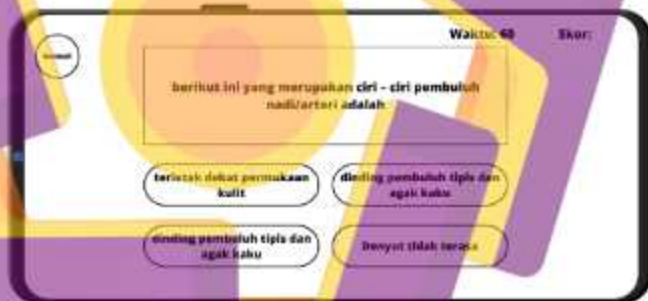 Waktu: 60
Skor:
berikut ini yang merupakan ciri - ciri pembuluh
nadi/arteri adalah
terletak dekat permukaan
kulit
dinding pembuluh tipis dan
agak kaku
dinding pembuluh tipis dan
agak kaku
Denyut tidak terasa